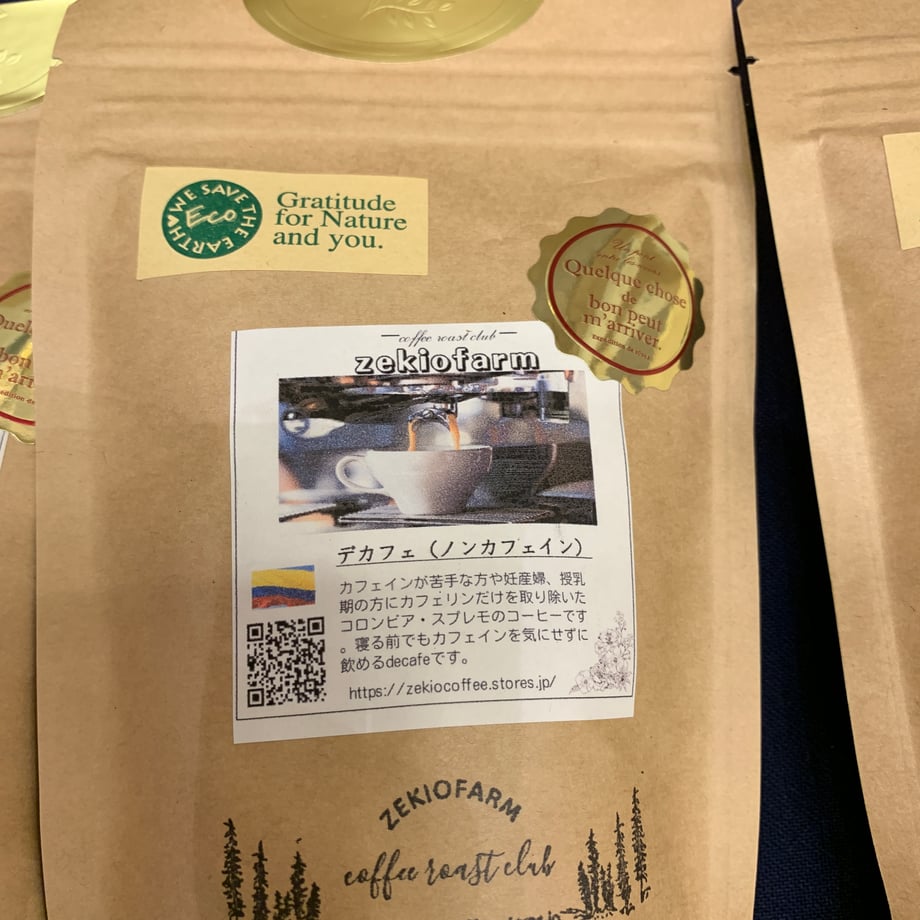 WE SAVE THE EARTH
Eco
Gratitude
for Nature
and you.
Quelque chose
de
bon peut
m'arriver.
coffee roast club
zekiofarm
デカフェ（ノンカフェイン）
カフェインが苦手な方や妊産婦、授乳
期の方にカフェリンだけを取り除いた
コロンビア・スプレモのコーヒーです
。寝る前でもカフェインを気にせずに
飲めるdecafeです。
https://zekiocoffee.stores.jp/
ZEKIOFARM
coffee roast club